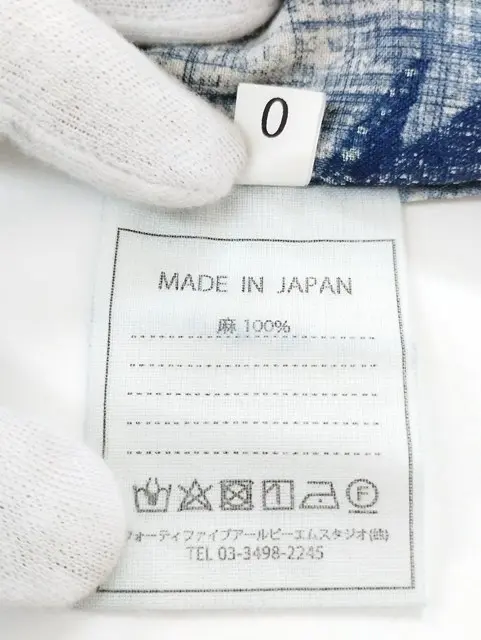 0
MADE IN JAPAN
麻 100%
フォーティファイブアールピーエムスタジオ(株)
TEL 03-3498-2245